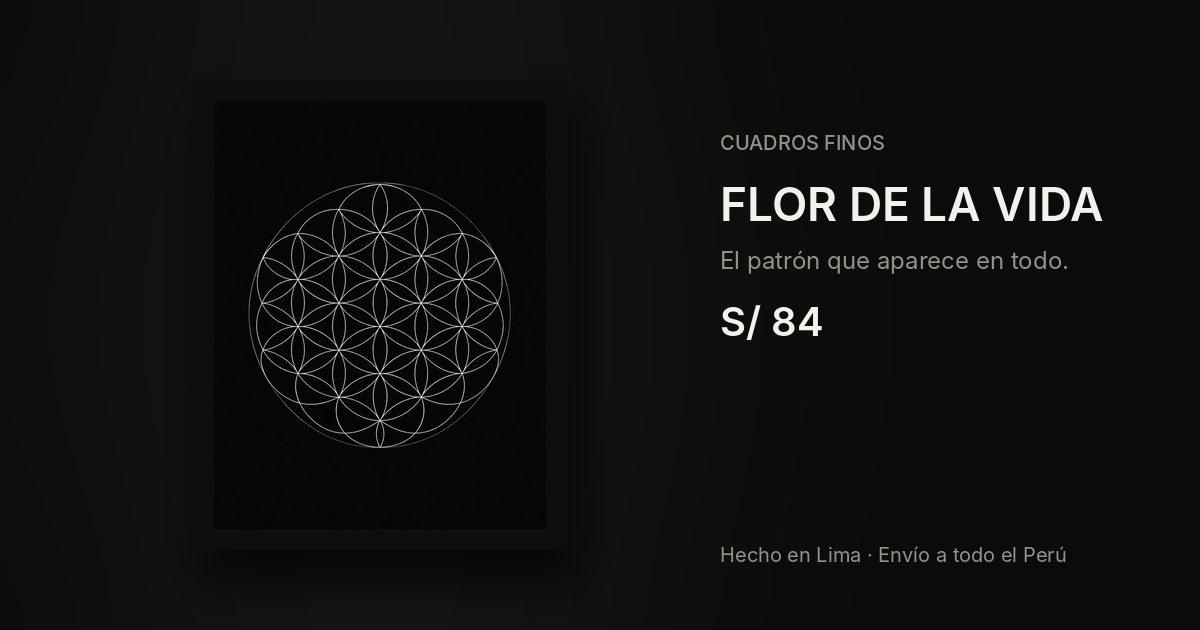 CUADROS FINOS
FLOR DE LA VIDA
El patrón que aparece en todo.
S/ 84
Hecho en Lima · Envío a todo el Perú